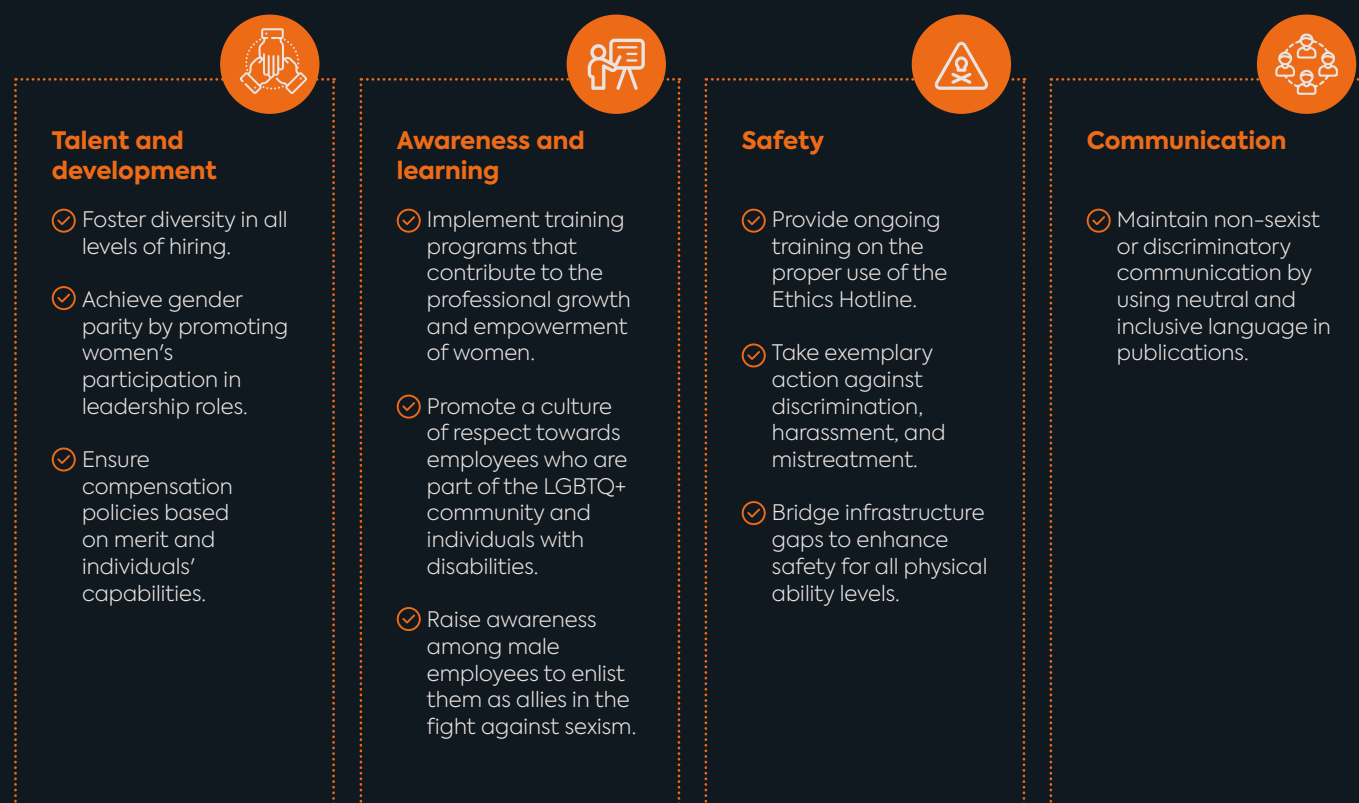 Talent and
development
Foster diversity in all
levels of hiring.
Achieve gender
parity by promoting
women's
participation in
leadership roles.
Ensure
compensation
policies based
on merit and
individuals'
capabilities.
Awareness and
learning
Implement training
programs that
contribute to the
professional growth
and empowerment
of women.
Promote a culture
of respect towards
employees who are
part of the LGBTQ+
community and
individuals with
disabilities.
Raise awareness
among male
employees to enlist
them as allies in the
fight against sexism.
Safety
Provide ongoing
training on the
proper use of the
Ethics Hotline.
Take exemplary
action against
discrimination,
harassment, and
mistreatment.
Bridge infrastructure
gaps to enhance
safety for all physical
ability levels.
Communication
Maintain non-sexist
or discriminatory
communication by
using neutral and
inclusive language in
publications.